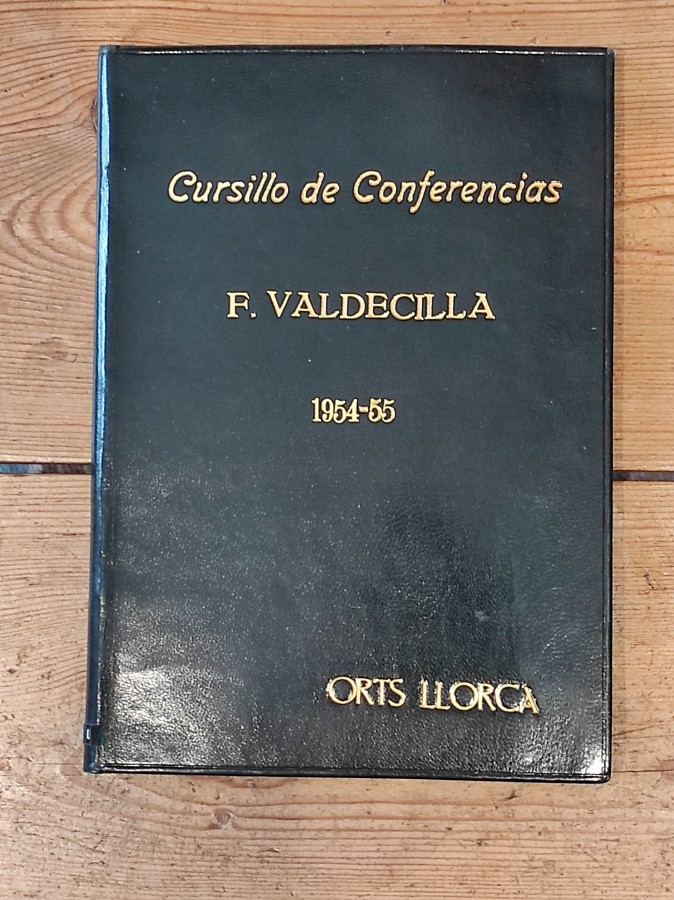 Cursillo de Conferencias
F. VALDECILLA
1954-55
ORTS LLORCA